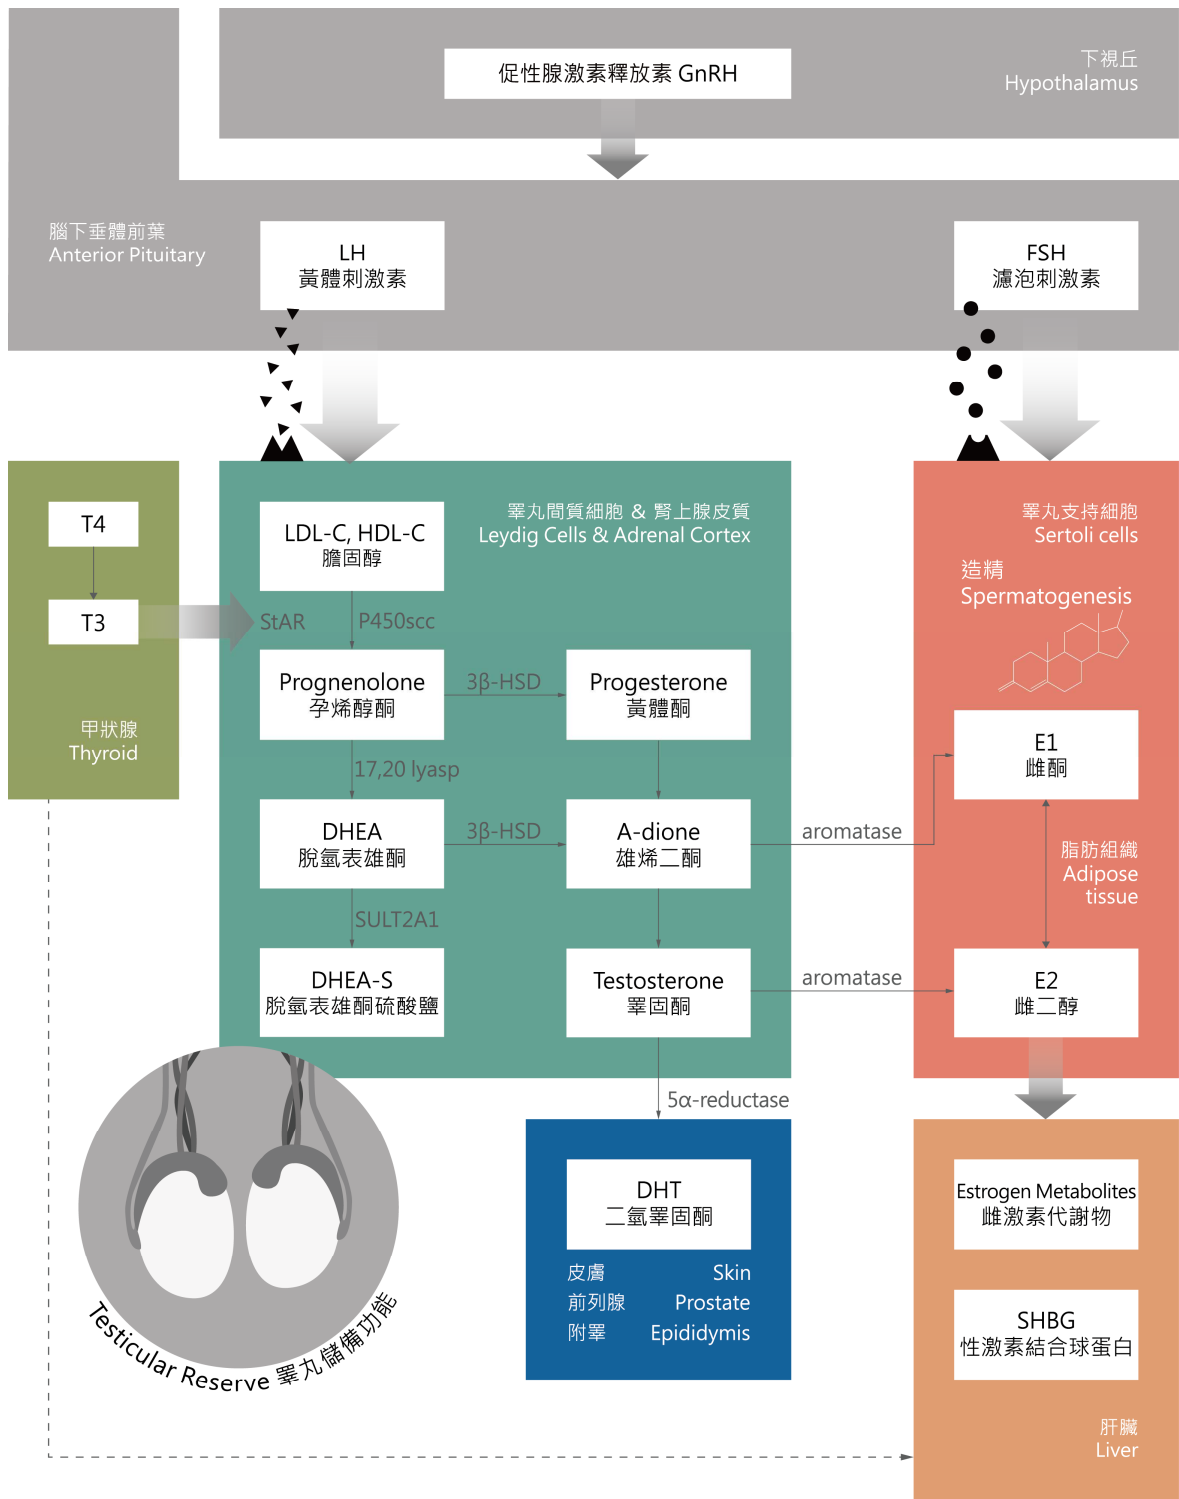 促性腺激素釋放素 GnRH
下視丘
Hypothalamus
腦下垂體前葉
Anterior Pituitary
LH
黃體刺激素
FSH
濾泡刺激素
T4
T3
甲狀腺
Thyroid
LDL-C, HDL-C
膽固醇
睪丸間質細胞 & 腎上腺皮質
Leydig Cells & Adrenal Cortex
StAR
P450scc
Prognenolone
孕烯醇酮
3β-HSD
Progesterone
黃體酮
17,20 lyasp
DHEA
脫氫表雄酮
3β-HSD
A-dione
雄烯二酮
SULT2A1
DHEA-S
脫氫表雄酮硫酸鹽
Testosterone
睪固酮
aromatase
aromatase
睪丸支持細胞
Sertoli cells
造精
Spermatogenesis
E1
雌酮
脂肪組織
Adipose
tissue
E2
雌二醇
5α-reductase
DHT
二氫睪固酮
皮膚 Skin
前列腺 Prostate
附睪 Epididymis
Estrogen Metabolites
雌激素代謝物
SHBG
性激素結合球蛋白
肝臟
Liver
Testicular Reserve 睪丸儲備功能